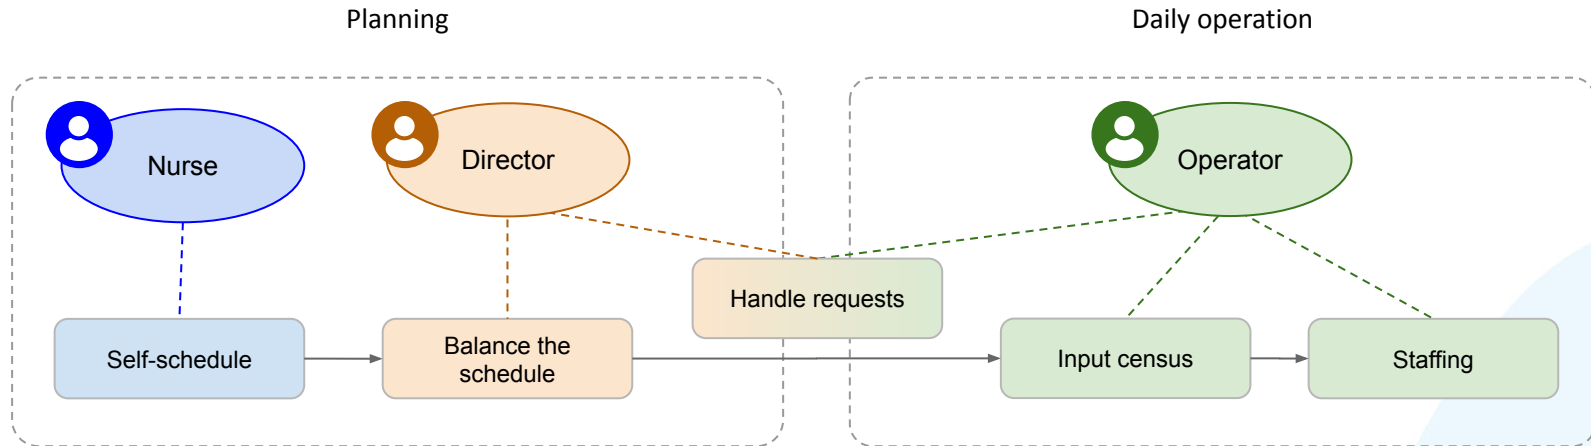 Planning
Daily operation
Nurse
Director
Operator
Handle requests
Self-schedule
Balance the
schedule
Input census
Staffing